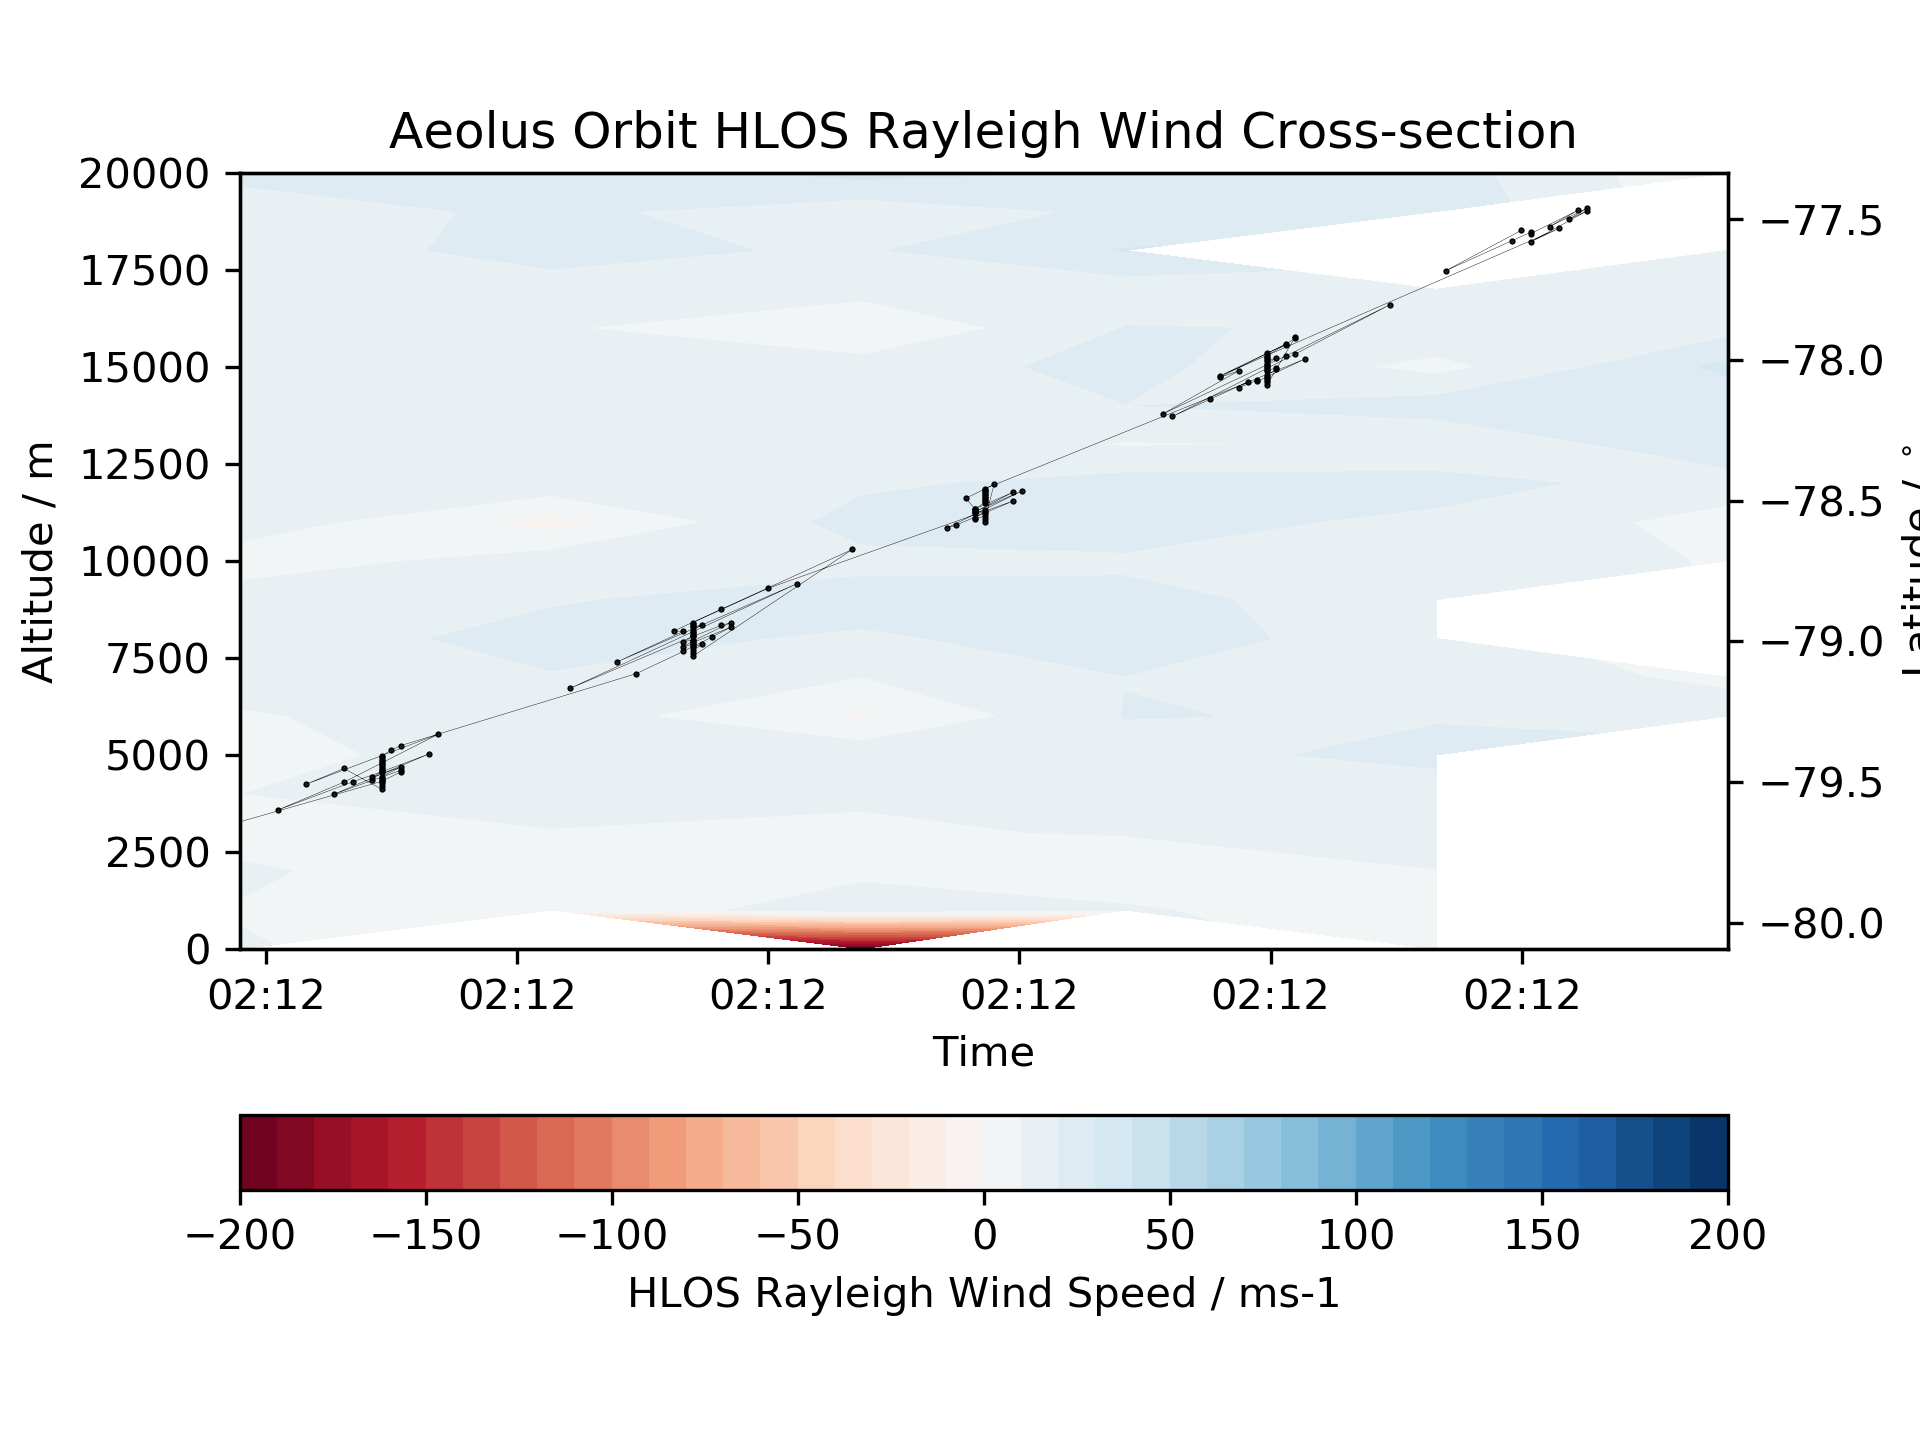 Aeolus Orbit HLOS Rayleigh Wind Cross-section
20000
17500
15000
12500
10000
7500
5000
2500
0
Altitude / m
−77.5
−78.0
−78.5
−79.0
−79.5
−80.0
Latitude / °
02:12 02:12 02:12 02:12 02:12 02:12
Time
−200 −150 −100 −50 0 50 100 150 200
HLOS Rayleigh Wind Speed / ms-1